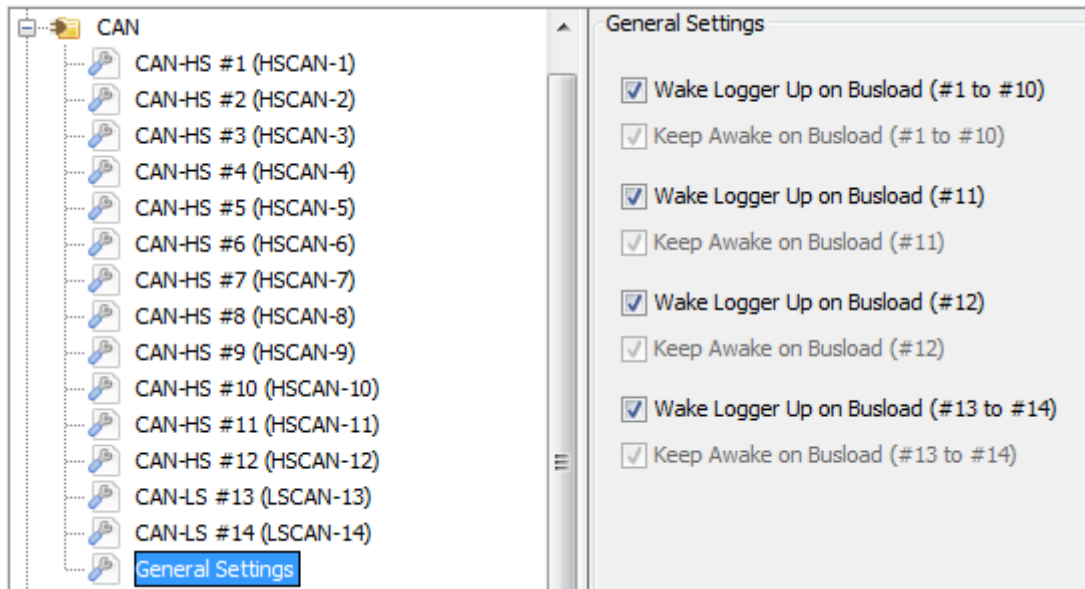 CAN
CAN-HS #1 (HSCAN-1)
CAN-HS #2 (HSCAN-2)
CAN-HS #3 (HSCAN-3)
CAN-HS #4 (HSCAN-4)
CAN-HS #5 (HSCAN-5)
CAN-HS #6 (HSCAN-6)
CAN-HS #7 (HSCAN-7)
CAN-HS #8 (HSCAN-8)
CAN-HS #9 (HSCAN-9)
CAN-HS #10 (HSCAN-10)
CAN-HS #11 (HSCAN-11)
CAN-HS #12 (HSCAN-12)
CAN-LS #13 (LSCAN-13)
CAN-LS #14 (LSCAN-14)
General Settings
General Settings
Wake Logger Up on Busload (#1 to #10)
Keep Awake on Busload (#1 to #10)
Wake Logger Up on Busload (#11)
Keep Awake on Busload (#11)
Wake Logger Up on Busload (#12)
Keep Awake on Busload (#12)
Wake Logger Up on Busload (#13 to #14)
Keep Awake on Busload (#13 to #14)